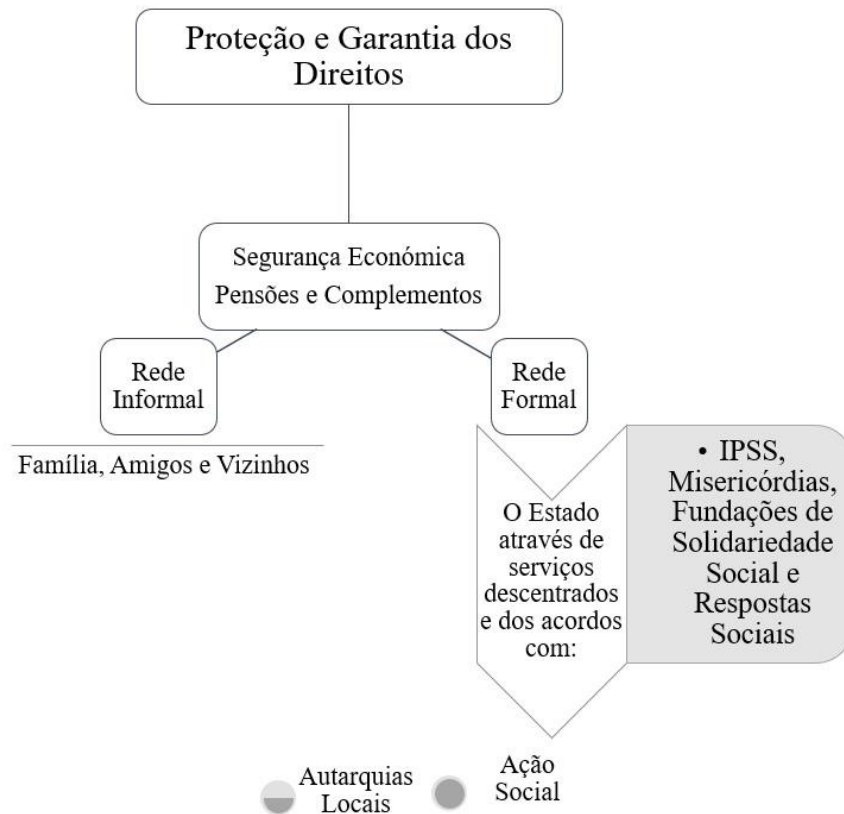 Proteção e Garantia dos
Direitos
Segurança Económica
Pensões e Complementos
Rede
Informal
Rede
Formal
Família, Amigos e Vizinhos
O Estado
através de
serviços
descentrados
e dos acordos
com:
• IPSS,
Misericórdias,
Fundações de
Solidariedade
Social e
Respostas
Sociais
Autarquias
Locais
Ação
Social